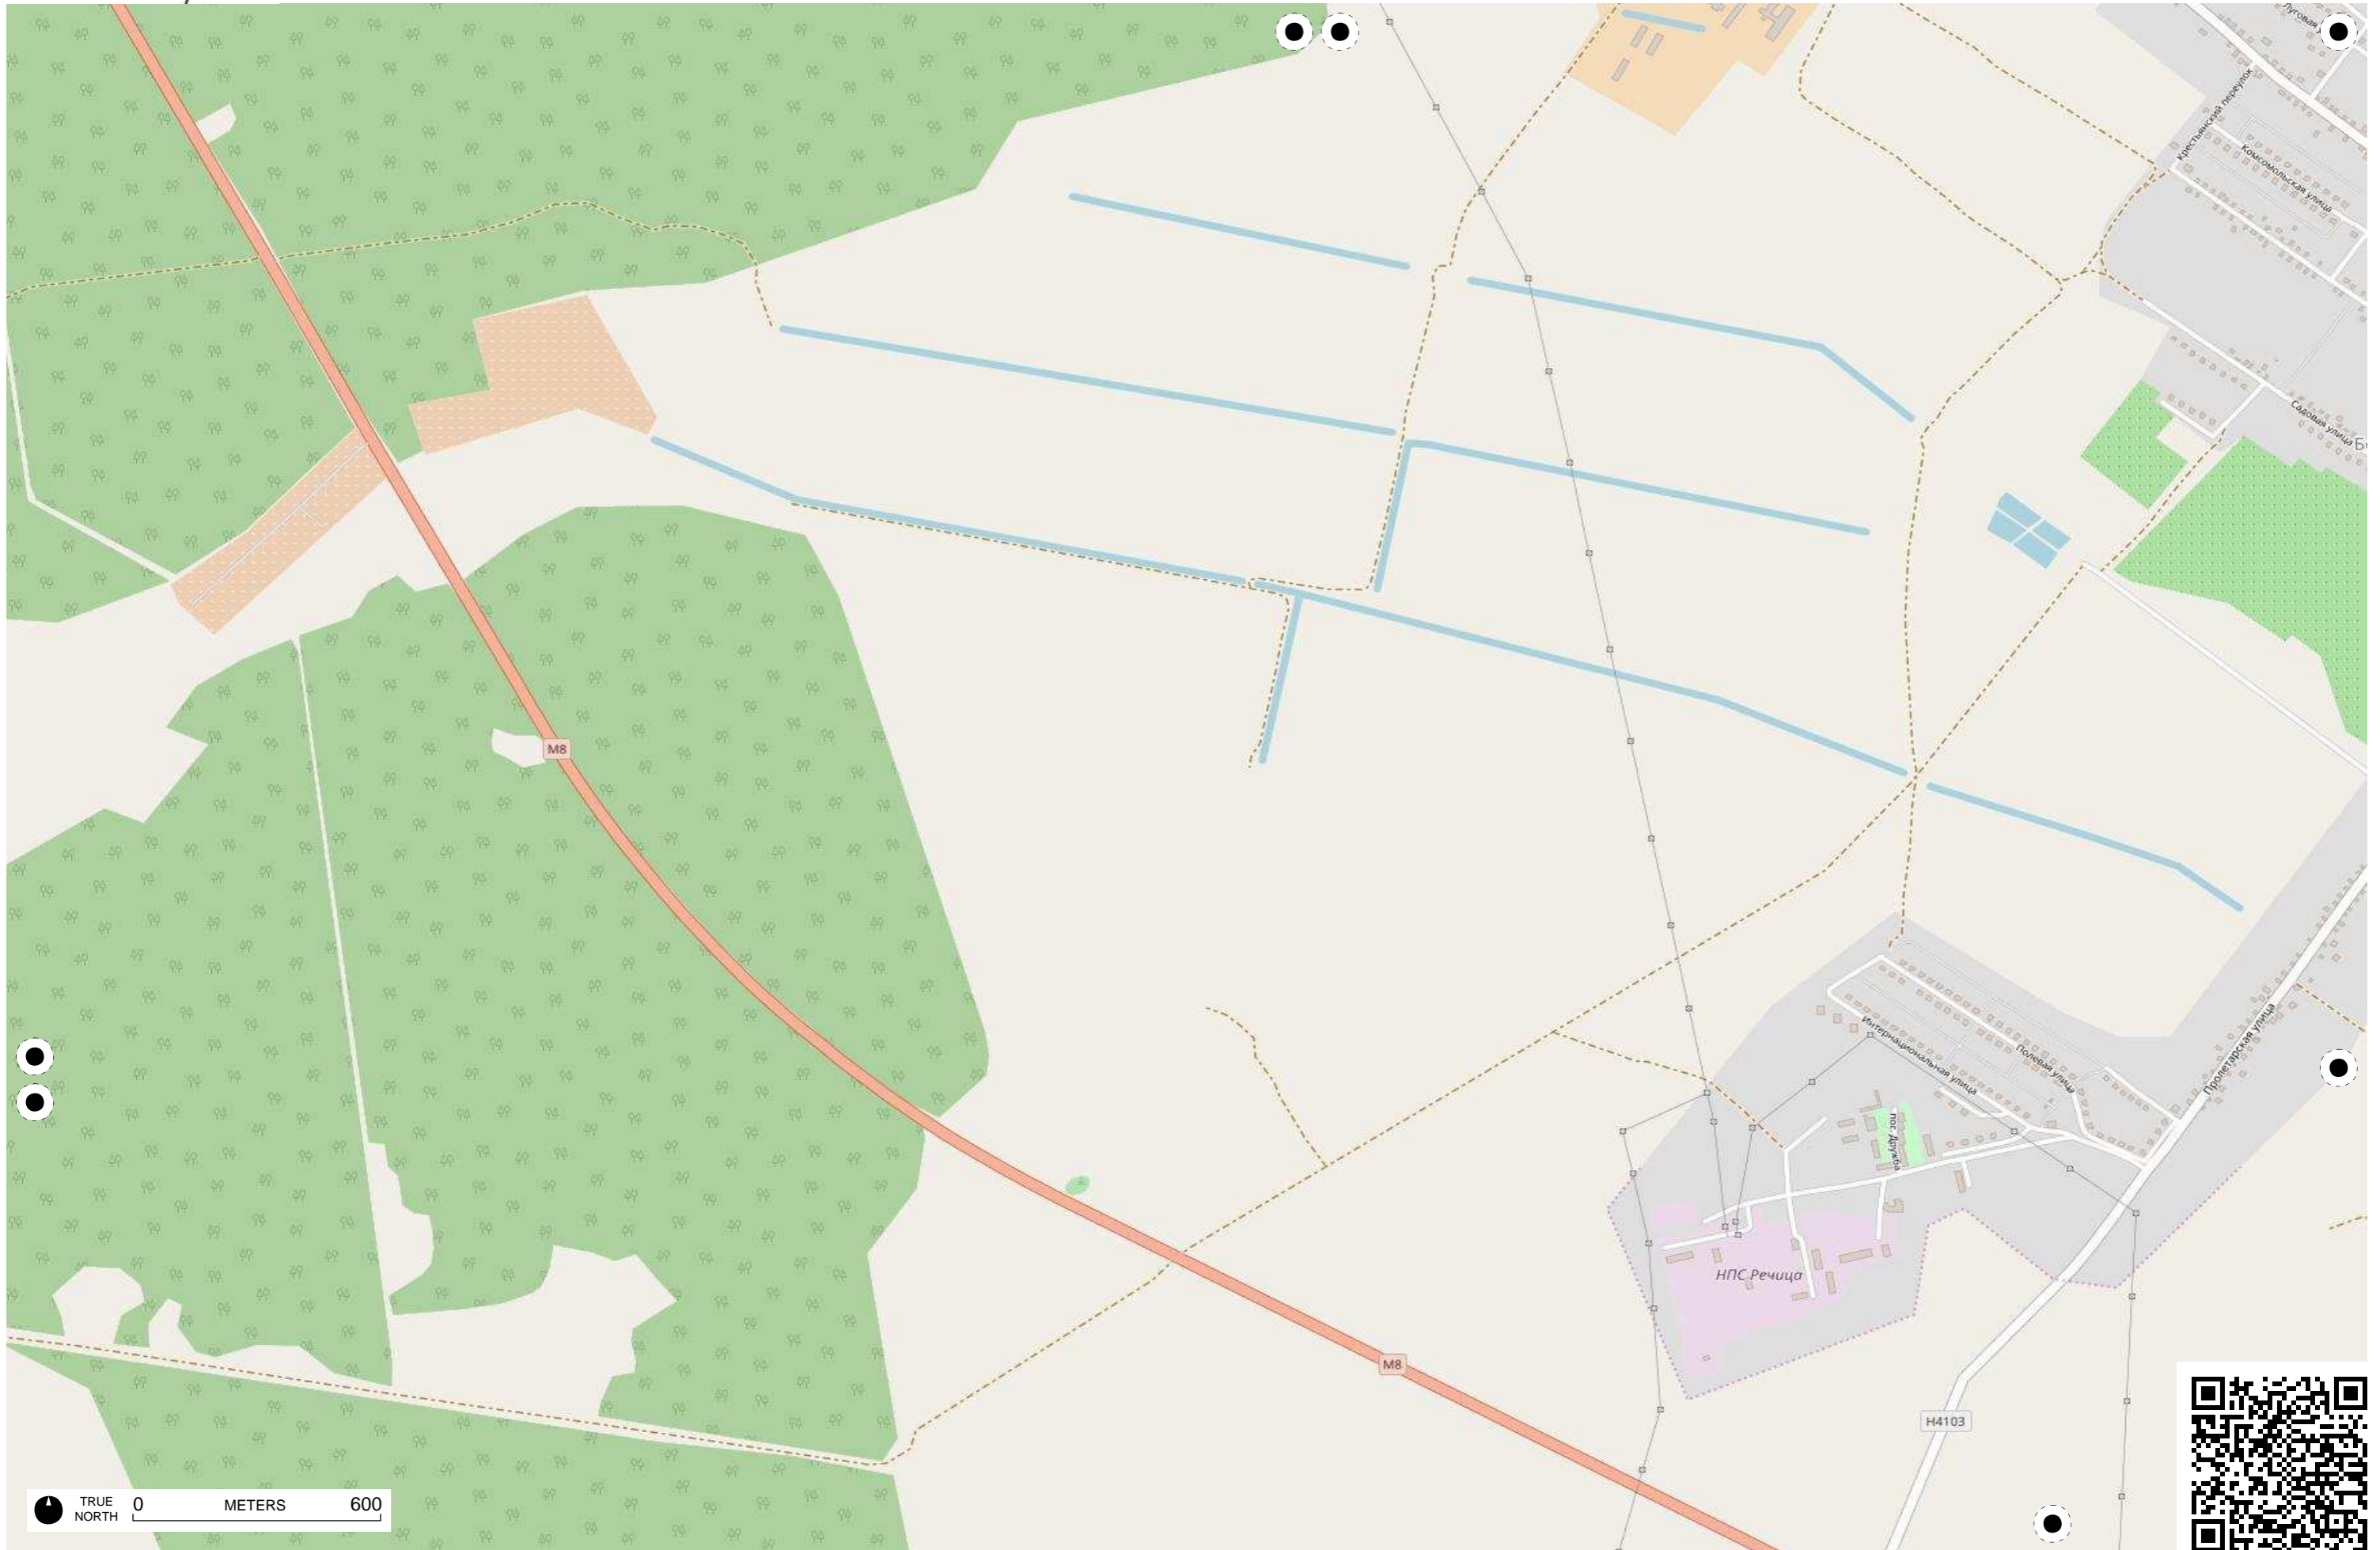 Луговая
Крестьянский переулок
Комсомольская улица
Садовая улица
M8
Интернациональная улица
Полевая улица
Пролетарская улица
пос. Дружба
НПС Речица
M8
H4103
TRUE NORTH
0 METERS 600